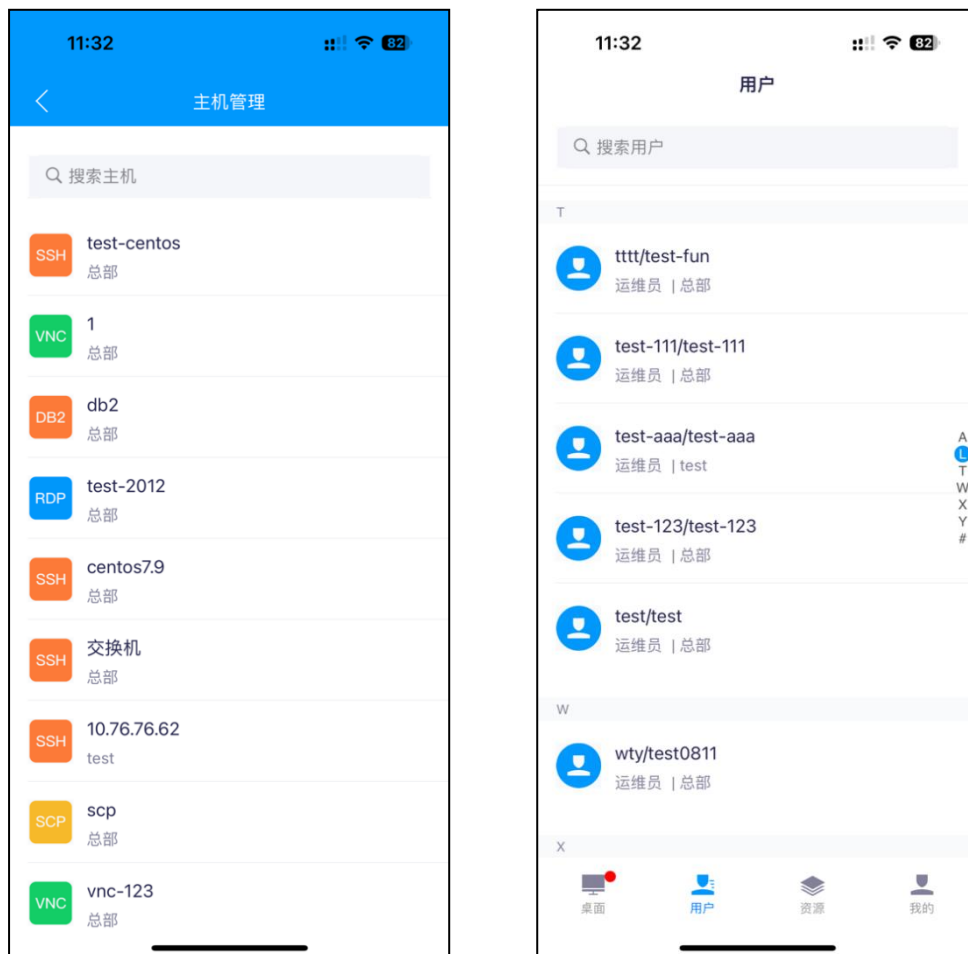 11:32
82
主机管理
搜索主机
SSH
test-centos
总部
VNC
1
总部
DB2
db2
总部
RDP
test-2012
总部
SSH
centos7.9
总部
SSH
交换机
总部
SSH
10.76.76.62
test
SCP
scp
总部
VNC
vnc-123
总部
11:32
82
用户
搜索用户
T
tttt/test-fun
运维员 | 总部
test-111/test-111
运维员 | 总部
test-aaa/test-aaa
运维员 | test
test-123/test-123
运维员 | 总部
test/test
运维员 | 总部
W
wty/test0811
运维员 | 总部
X
A
L
T
W
X
Y
#
桌面
用户
资源
我的